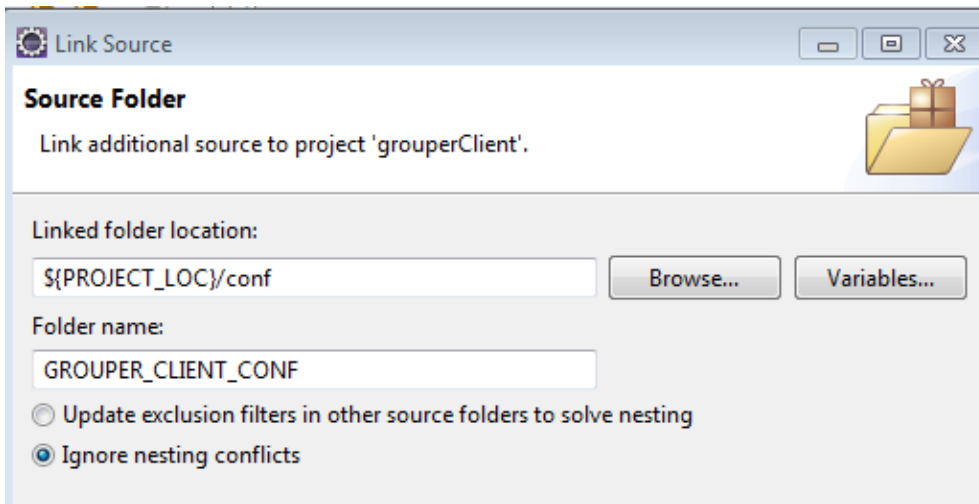 Link Source
Source Folder
Link additional source to project 'grouperClient'.
Linked folder location:
${PROJECT_LOC}/conf
Browse...
Variables...
Folder name:
GROUPER_CLIENT_CONF
Update exclusion filters in other source folders to solve nesting
Ignore nesting conflicts